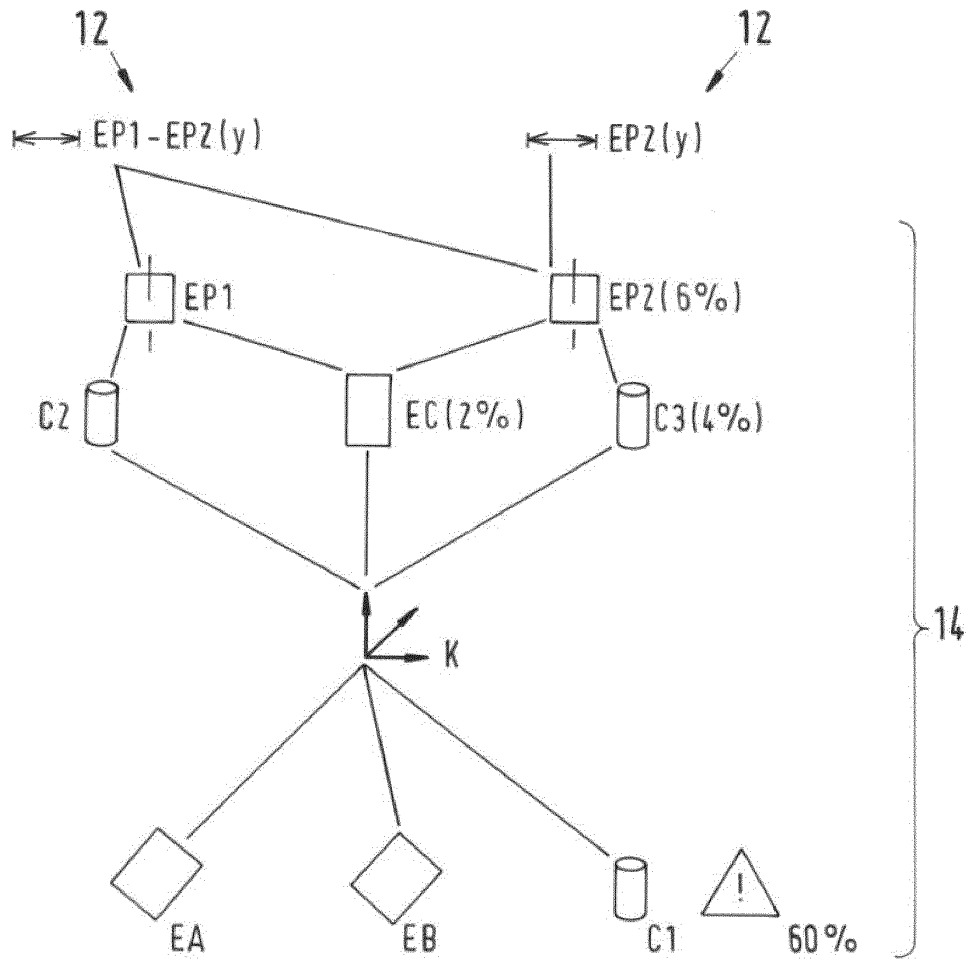 12 12
EP1-EP2(y) EP2(y)
EP1 EP2(6%)
C2 EC(2%) C3(4%)
14
K
!
EA EB C1 60%